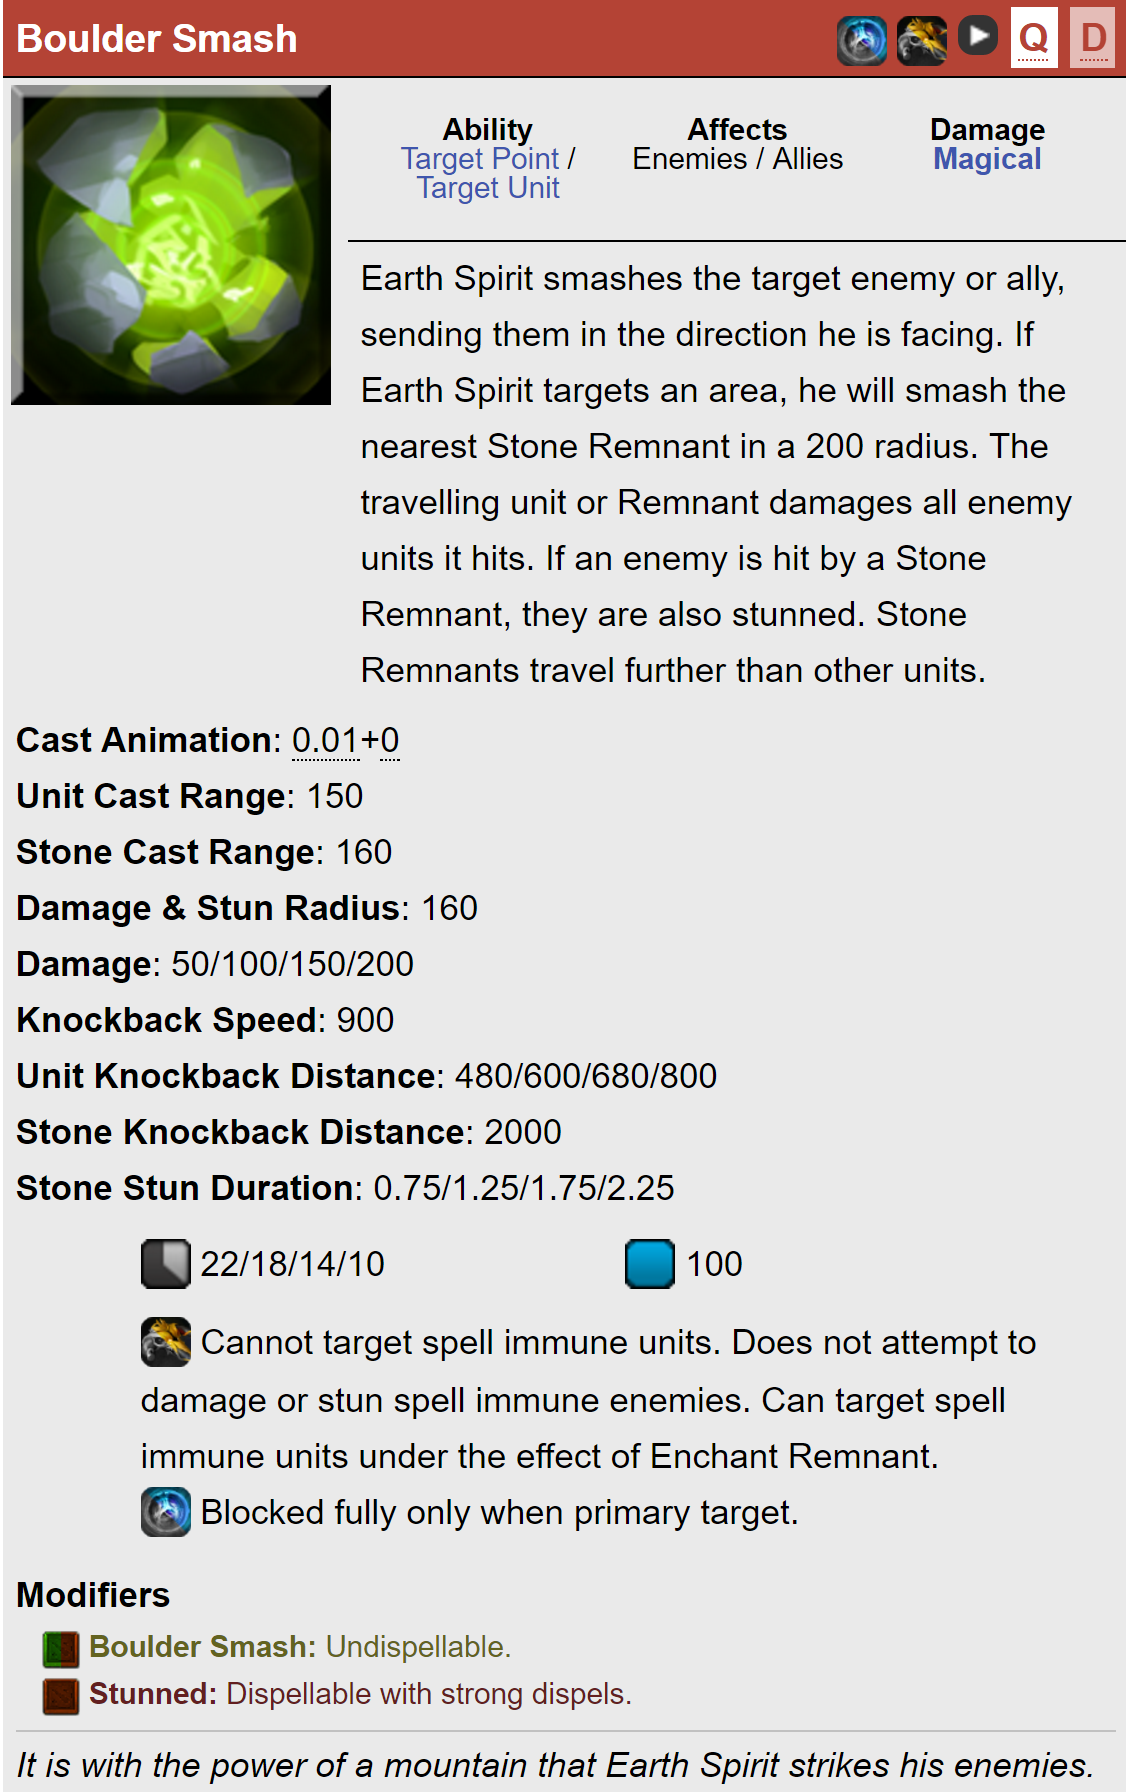 Boulder Smash
Q
D
Ability
Affects
Damage
Target Point /
Enemies / Allies
Magical
Target Unit
Earth Spirit smashes the target enemy or ally,
sending them in the direction he is facing. If
Earth Spirit targets an area, he will smash the
nearest Stone Remnant in a 200 radius. The
travelling unit or Remnant damages all enemy
units it hits. If an enemy is hit by a Stone
Remnant, they are also stunned. Stone
Remnants travel further than other units.
Cast Animation: 0.01+0
Unit Cast Range: 150
Stone Cast Range: 160
Damage & Stun Radius: 160
Damage: 50/100/150/200
Knockback Speed: 900
Unit Knockback Distance: 480/600/680/800
Stone Knockback Distance: 2000
Stone Stun Duration: 0.75/1.25/1.75/2.25
22/18/14/10
100
Cannot target spell immune units. Does not attempt to
damage or stun spell immune enemies. Can target spell
immune units under the effect of Enchant Remnant.
Blocked fully only when primary target.
Modifiers
Boulder Smash: Undispellable.
Stunned: Dispellable with strong dispels.
It is with the power of a mountain that Earth Spirit strikes his enemies.